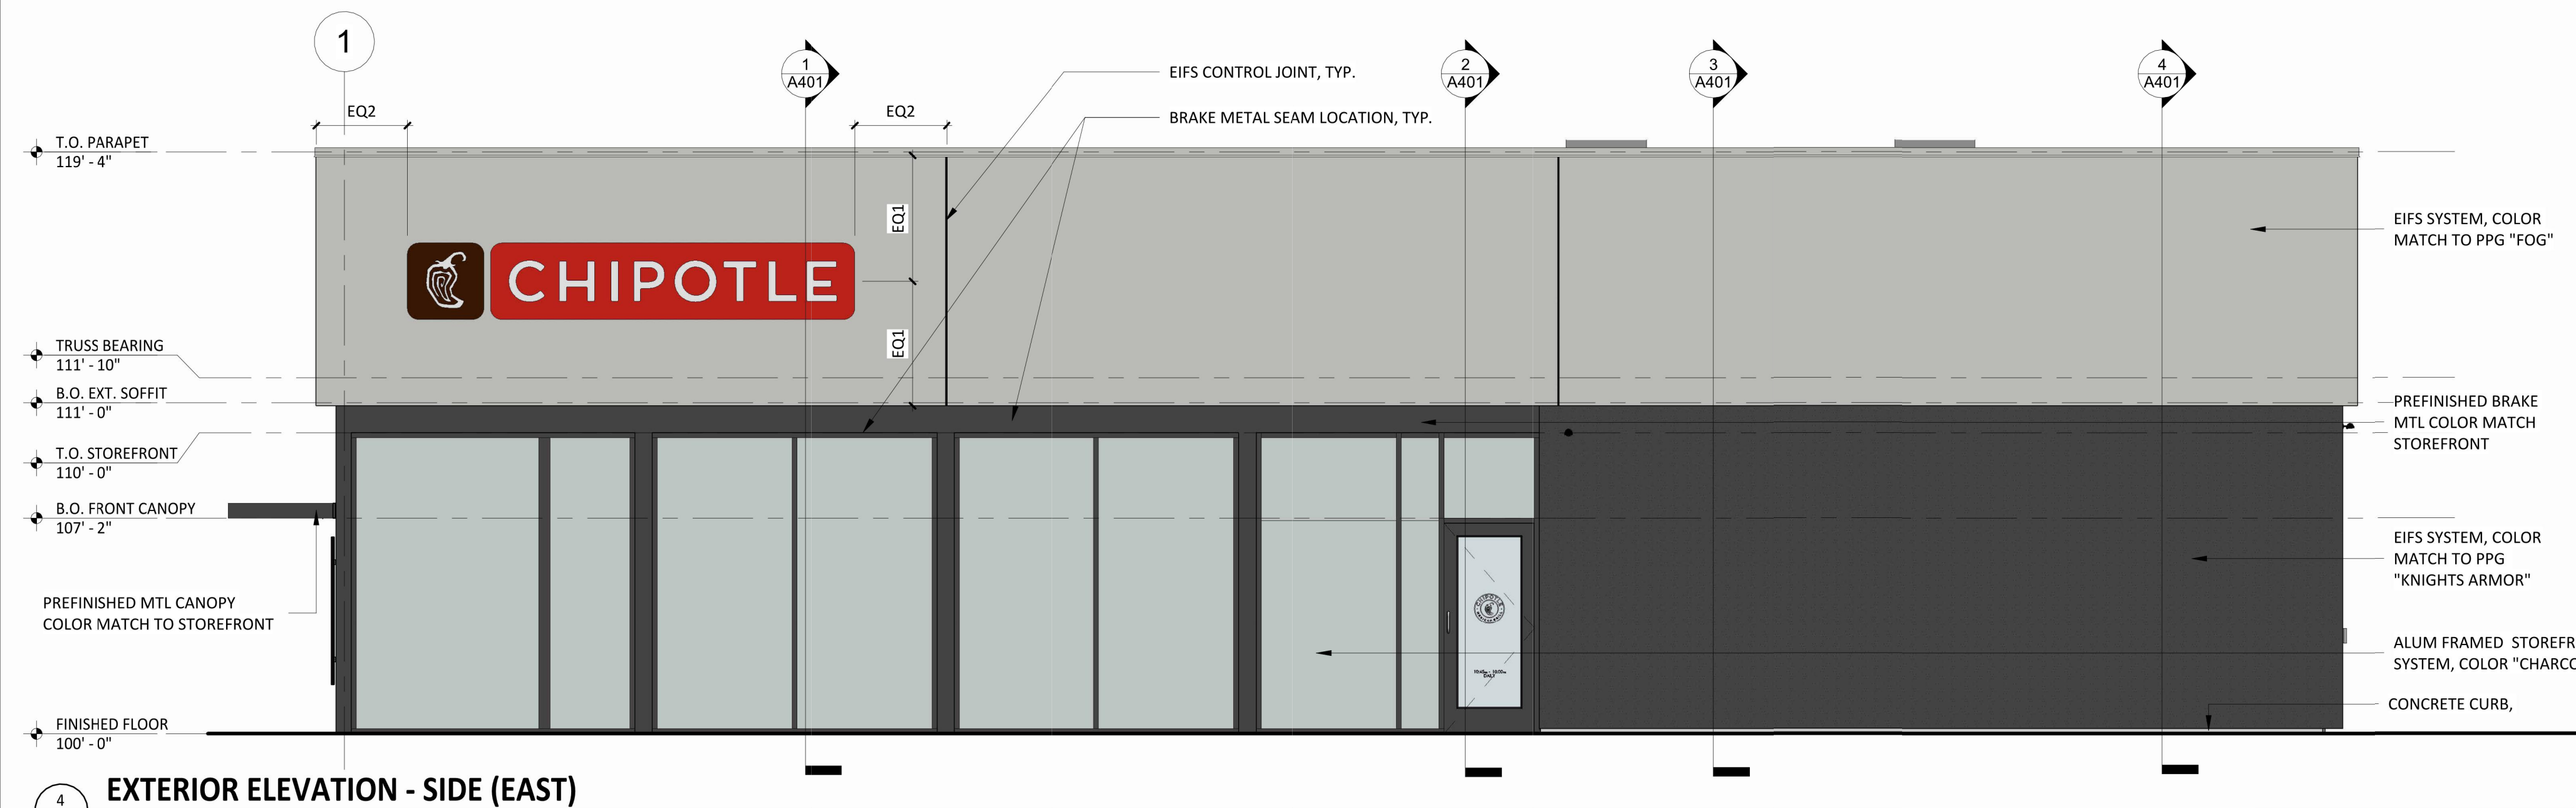 1
1
A401
2
A401
3
A401
4
A401
EQ2
EQ2
EIFS CONTROL JOINT, TYP.
BRAKE METAL SEAM LOCATION, TYP.
T.O. PARAPET
119' - 4"
EQ1
EIFS SYSTEM, COLOR
MATCH TO PPG "FOG"
CHIPOTLE
EQ1
TRUSS BEARING
111' - 10"
B.O. EXT. SOFFIT
111' - 0"
PREFINISHED BRAKE
MTL COLOR MATCH
STOREFRONT
T.O. STOREFRONT
110' - 0"
B.O. FRONT CANOPY
107' - 2"
EIFS SYSTEM, COLOR
MATCH TO PPG
"KNIGHTS ARMOR"
PREFINISHED MTL CANOPY
COLOR MATCH TO STOREFRONT
CHIPOTLE
ALUM FRAMED  STOREFR
SYSTEM, COLOR "CHARCO
DAILY
CONCRETE CURB,
FINISHED FLOOR
100' - 0"
4
EXTERIOR ELEVATION - SIDE (EAST)